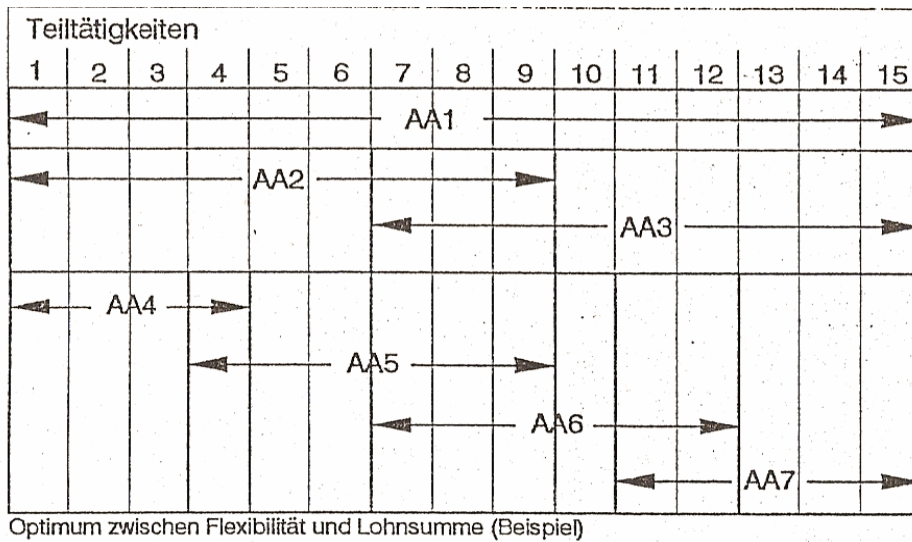 Teiltätigkeiten
1 2 3 4 5 6 7 8 9 10 11 12 13 14 15
AA1
AA2
AA3
AA4
AA5
AA6
AA7
Optimum zwischen Flexibilität und Lohnsumme (Beispiel)